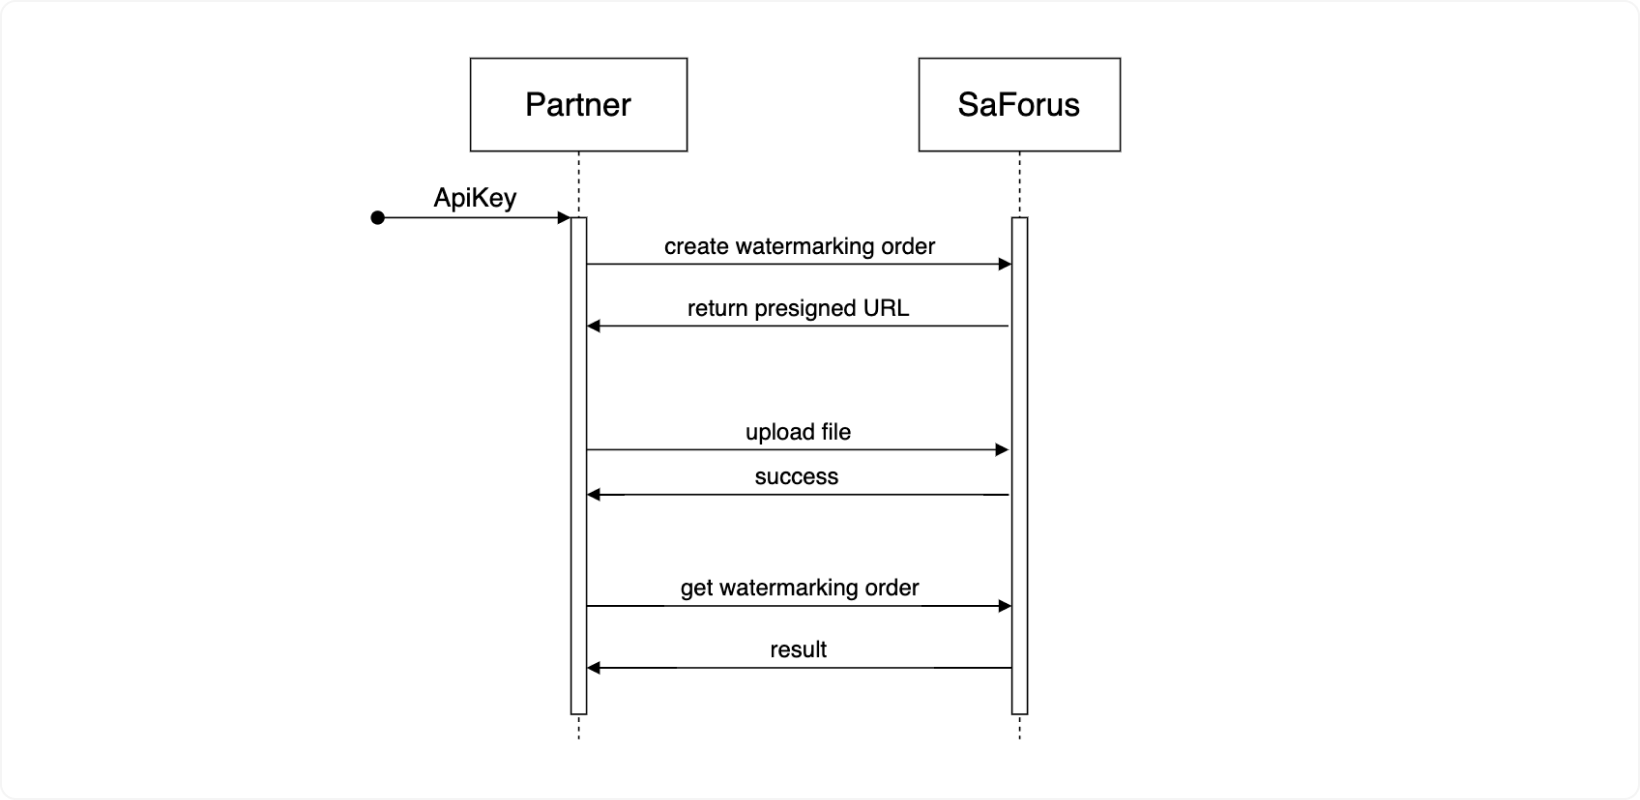 Partner
SaForus
ApiKey
create watermarking order
return presigned URL
upload file
success
get watermarking order
result